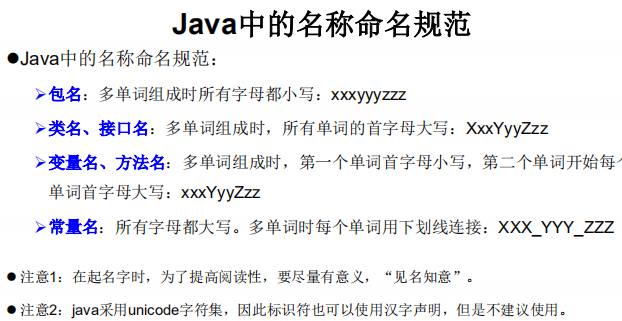 Java中的名称命名规范
●Java中的名称命名规范：
➢包名：多单词组成时所有字母都小写：xxxyyyzzz
➢类名、接口名：多单词组成时，所有单词的首字母大写：XxxYyyZzz
➢变量名、方法名：多单词组成时，第一个单词首字母小写，第二个单词开始每个
单词首字母大写：xxxYyyZzz
➢常量名：所有字母都大写。多单词时每个单词用下划线连接：XXX_YYY_ZZZ
●注意1：在起名字时，为了提高阅读性，要尽量有意义，“见名知意”。
●注意2：java采用unicode字符集，因此标识符也可以使用汉字声明，但是不建议使用。